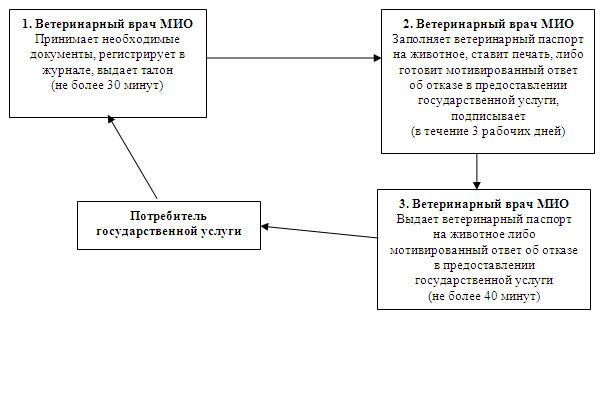 1. Ветеринарный врач МИО
Принимает необходимые
документы, регистрирует в
журнале, выдает талон
(не более 30 минут)
2. Ветеринарный врач МИО
Заполняет ветеринарный паспорт
на животное, ставит печать, либо
готовит мотивированный ответ
об отказе в предоставлении
государственной услуги,
подписывает
(в течение 3 рабочих дней)
3. Ветеринарный врач МИО
Выдает ветеринарный паспорт
на животное либо
мотивированный ответ об отказе
в предоставлении
государственной услуги
(не более 40 минут)
Потребитель
государственной услуги